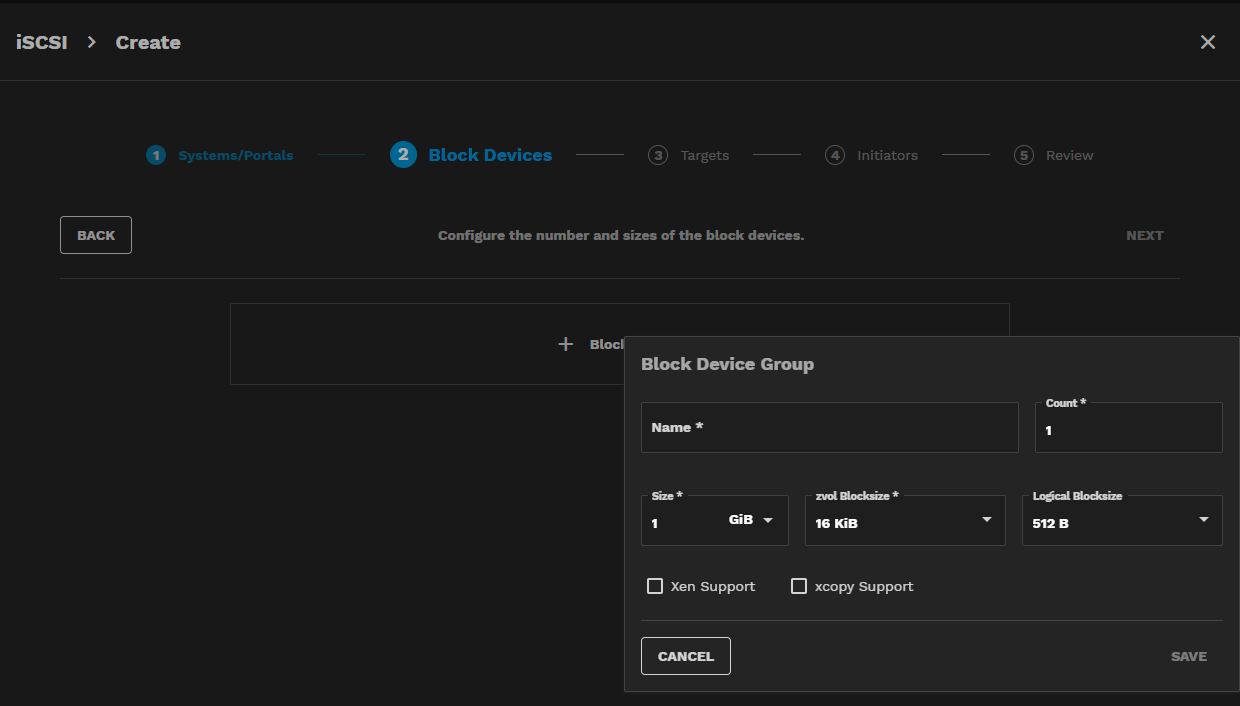 iSCSI > Create
1 Systems/Portals 2 Block Devices 3 Targets 4 Initiators 5 Review
BACK Configure the number and sizes of the block devices. NEXT
+ Block
Block Device Group
Name * Count * 1
Size * 1 GiB zvol Blocksize * 16 KiB Logical Blocksize 512 B
Xen Support xcopy Support
CANCEL SAVE